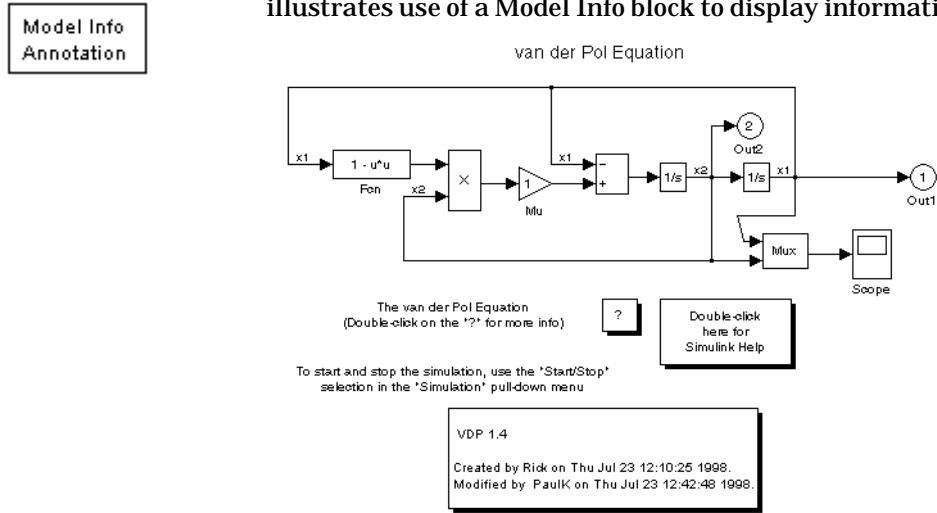 illustrates use of a Model Info block to display informati
Model Info
Annotation
van der Pol Equation
x1
1 - u*u
Fcn
x2
×
1
Mu
x1
−
+
1/s
x2
2
Out2
1/s
x1
1
Out1
Mux
Scope
The van der Pol Equation
(Double-click on the "?" for more info)
?
Double-click
here for
Simulink Help
To start and stop the simulation, use the "Start/Stop"
selection in the "Simulation" pull-down menu
VDP 1.4
Created by Rick on Thu Jul 23 12:10:25 1998.
Modified by PaulK on Thu Jul 23 12:42:48 1998.